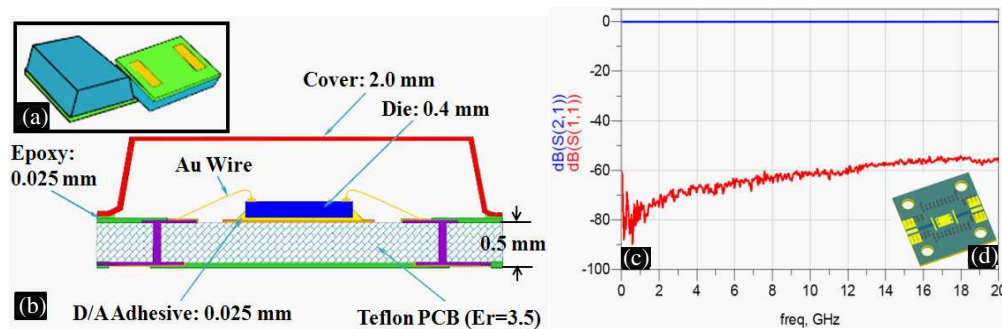 (a)
Cover: 2.0 mm
Die: 0.4 mm
Epoxy:
0.025 mm
Au Wire
0.5 mm
(b)
D/A Adhesive: 0.025 mm
Teflon PCB (Er=3.5)
dB(S(2,1))
dB(S(1,1))
0
-20
-40
-60
-80
-100
(c)
(d)
0 2 4 6 8 10 12 14 16 18 20
freq, GHz